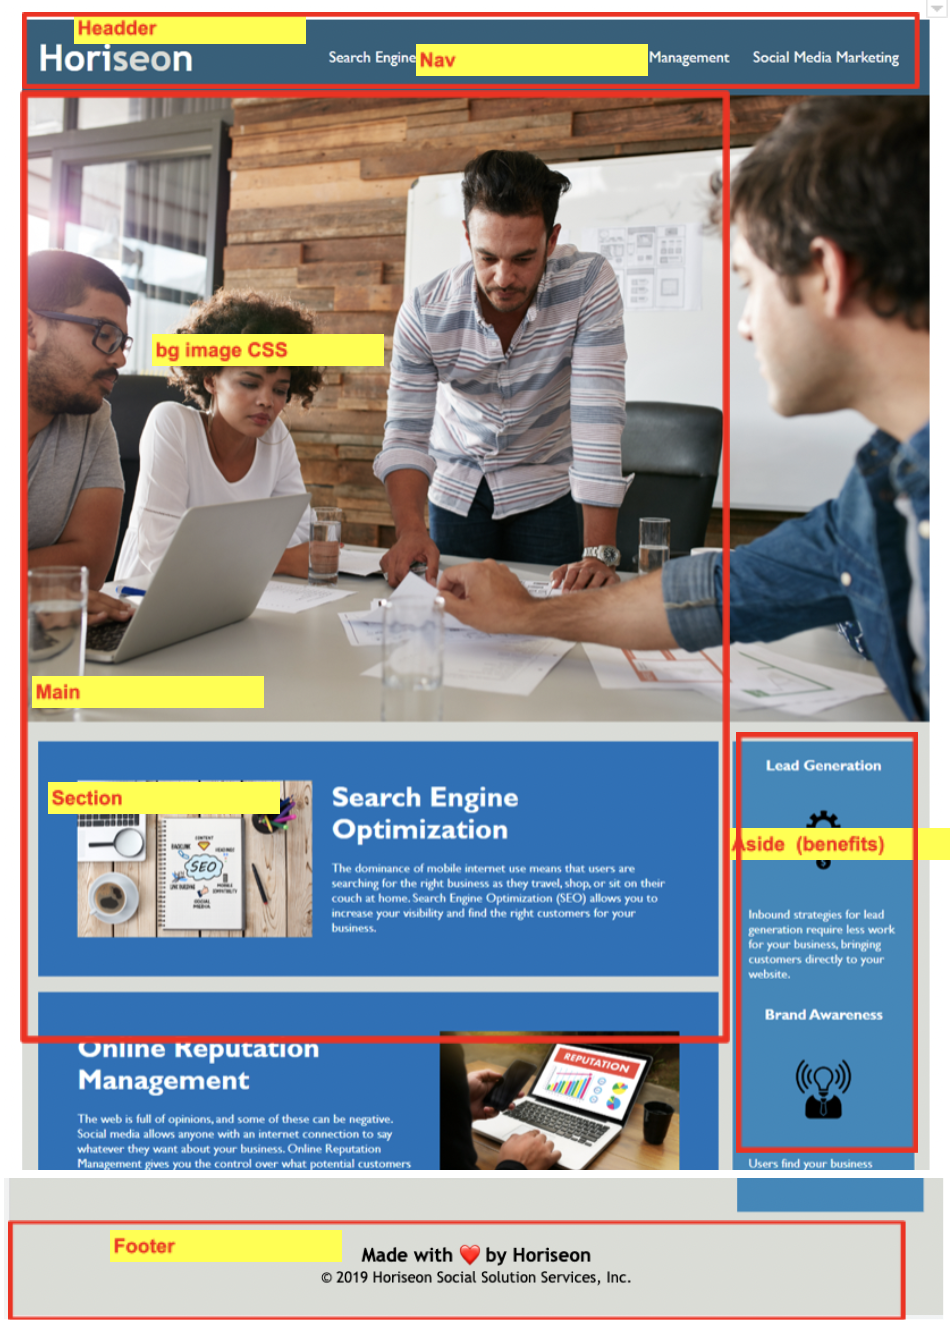 Headder
Horiseon
Search Engine
Nav
Management
Social Media Marketing
bg image CSS
Main
Section
SEO
CONTENT
BACKLINK
SOCIAL
MEDIA
Search Engine
Optimization
The dominance of mobile internet use means that users are
searching for the right business as they travel, shop, or sit on their
couch at home. Search Engine Optimization (SEO) allows you to
increase your visibility and find the right customers for your
business.
Lead Generation
Aside (benefits)
Inbound strategies for lead
generation require less work
for your business, bringing
customers directly to your
website.
Brand Awareness
Users find your business
Online Reputation
Management
The web is full of opinions, and some of these can be negative.
Social media allows anyone with an internet connection to say
whatever they want about your business. Online Reputation
Management gives you the control over what potential customers
REPUTATION
Footer
Made with ❤️ by Horiseon
© 2019 Horiseon Social Solution Services, Inc.